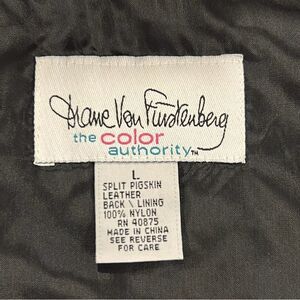 Diane Von Fürstenberg
the color
authority™
L
SPLIT PIGSKIN
LEATHER
BACK \ LINING
100% NYLON
RN 40875
MADE IN CHINA
SEE REVERSE
FOR CARE